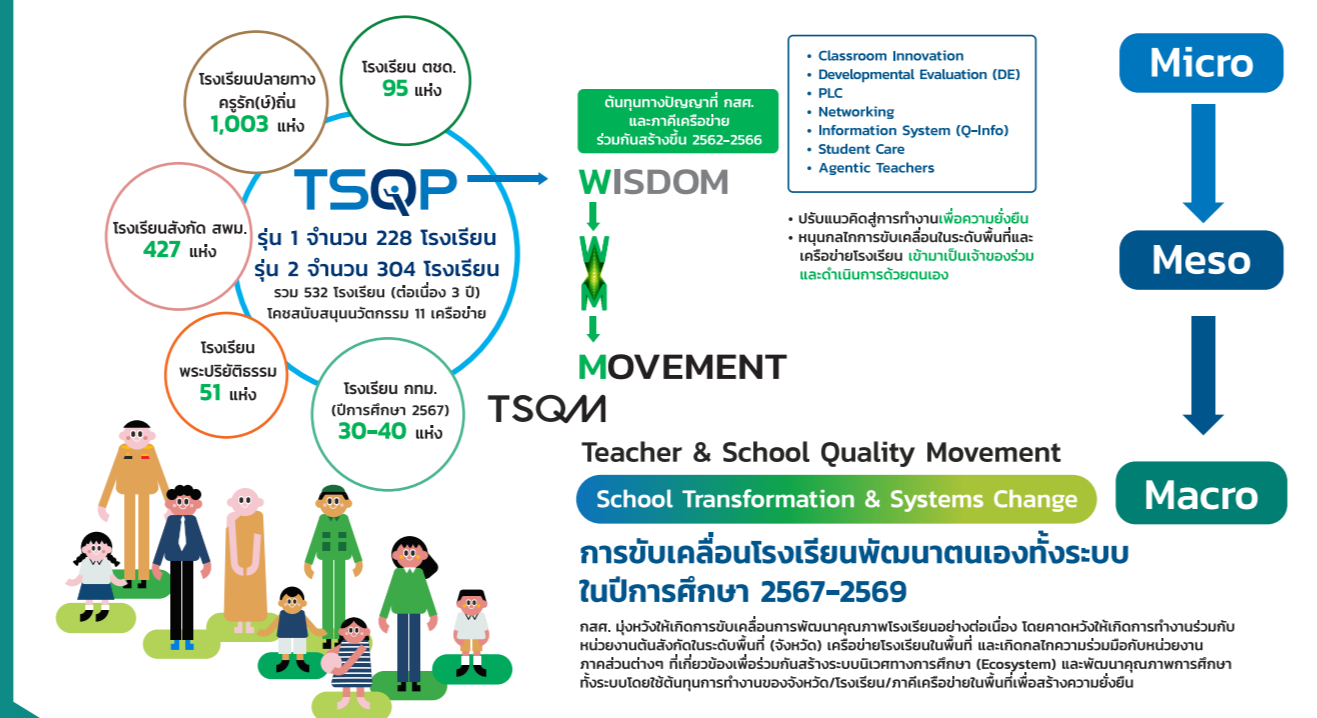 โรงเรียนปลายทาง
ครูรัก(ษ์)ถิ่น
1,003 แห่ง
โรงเรียน ตชด.
95 แห่ง
โรงเรียนสังกัด สพม.
427 แห่ง
TSQP
รุ่น 1 จำนวน 228 โรงเรียน
รุ่น 2 จำนวน 304 โรงเรียน
รวม 532 โรงเรียน (ต่อเนื่อง 3 ปี)
โคชสนับสนุนนวัตกรรม 11 เครือข่าย
โรงเรียน
พระปริยัติธรรม
51 แห่ง
โรงเรียน กทม.
(ปีการศึกษา 2567)
30-40 แห่ง
ต้นทุนทางปัญญาที่ กสศ.
และภาคีเครือข่าย
ร่วมกันสร้างขึ้น 2562-2566
WISDOM
W
M
MOVEMENT
TSQM
• Classroom Innovation
• Developmental Evaluation (DE)
• PLC
• Networking
• Information System (Q-Info)
• Student Care
• Agentic Teachers
• ปรับแนวคิดสู่การทำงานเพื่อความยั่งยืน
• หนุนกลไกการขับเคลื่อนในระดับพื้นที่และ
เครือข่ายโรงเรียน เข้ามาเป็นเจ้าของร่วม
และดำเนินการด้วยตนเอง
Micro
Meso
Macro
Teacher & School Quality Movement
School Transformation & Systems Change
การขับเคลื่อนโรงเรียนพัฒนาตนเองทั้งระบบ
ในปีการศึกษา 2567-2569
กสศ. มุ่งหวังให้เกิดการขับเคลื่อนการพัฒนาคุณภาพโรงเรียนอย่างต่อเนื่อง โดยคาดหวังให้เกิดการทำงานร่วมกับ
หน่วยงานต้นสังกัดในระดับพื้นที่ (จังหวัด) เครือข่ายโรงเรียนในพื้นที่ และเกิดกลไกความร่วมมือกับหน่วยงาน
ภาคส่วนต่างๆ ที่เกี่ยวข้องเพื่อร่วมกันสร้างระบบนิเวศทางการศึกษา (Ecosystem) และพัฒนาคุณภาพการศึกษา
ทั้งระบบโดยใช้ต้นทุนการทำงานของจังหวัด/โรงเรียน/ภาคีเครือข่ายในพื้นที่เพื่อสร้างความยั่งยืน